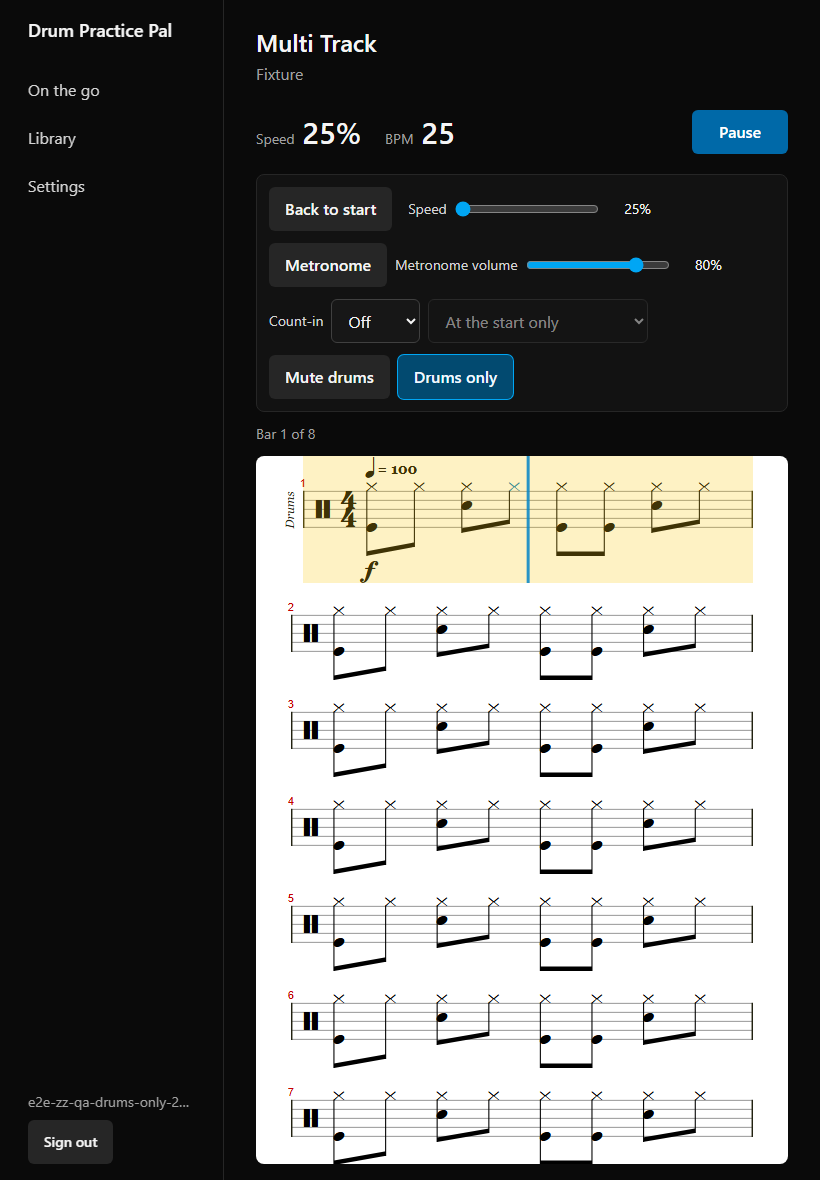 Drum Practice Pal
On the go
Library
Settings
e2e-zz-qa-drums-only-2...
Sign out
Multi Track
Fixture
Speed 25% BPM 25
Pause
Back to start Speed 25%
Metronome Metronome volume 80%
Count-in Off At the start only
Mute drums Drums only
Bar 1 of 8
= 100
1
Drums
4
4
f
2
3
4
5
6
7